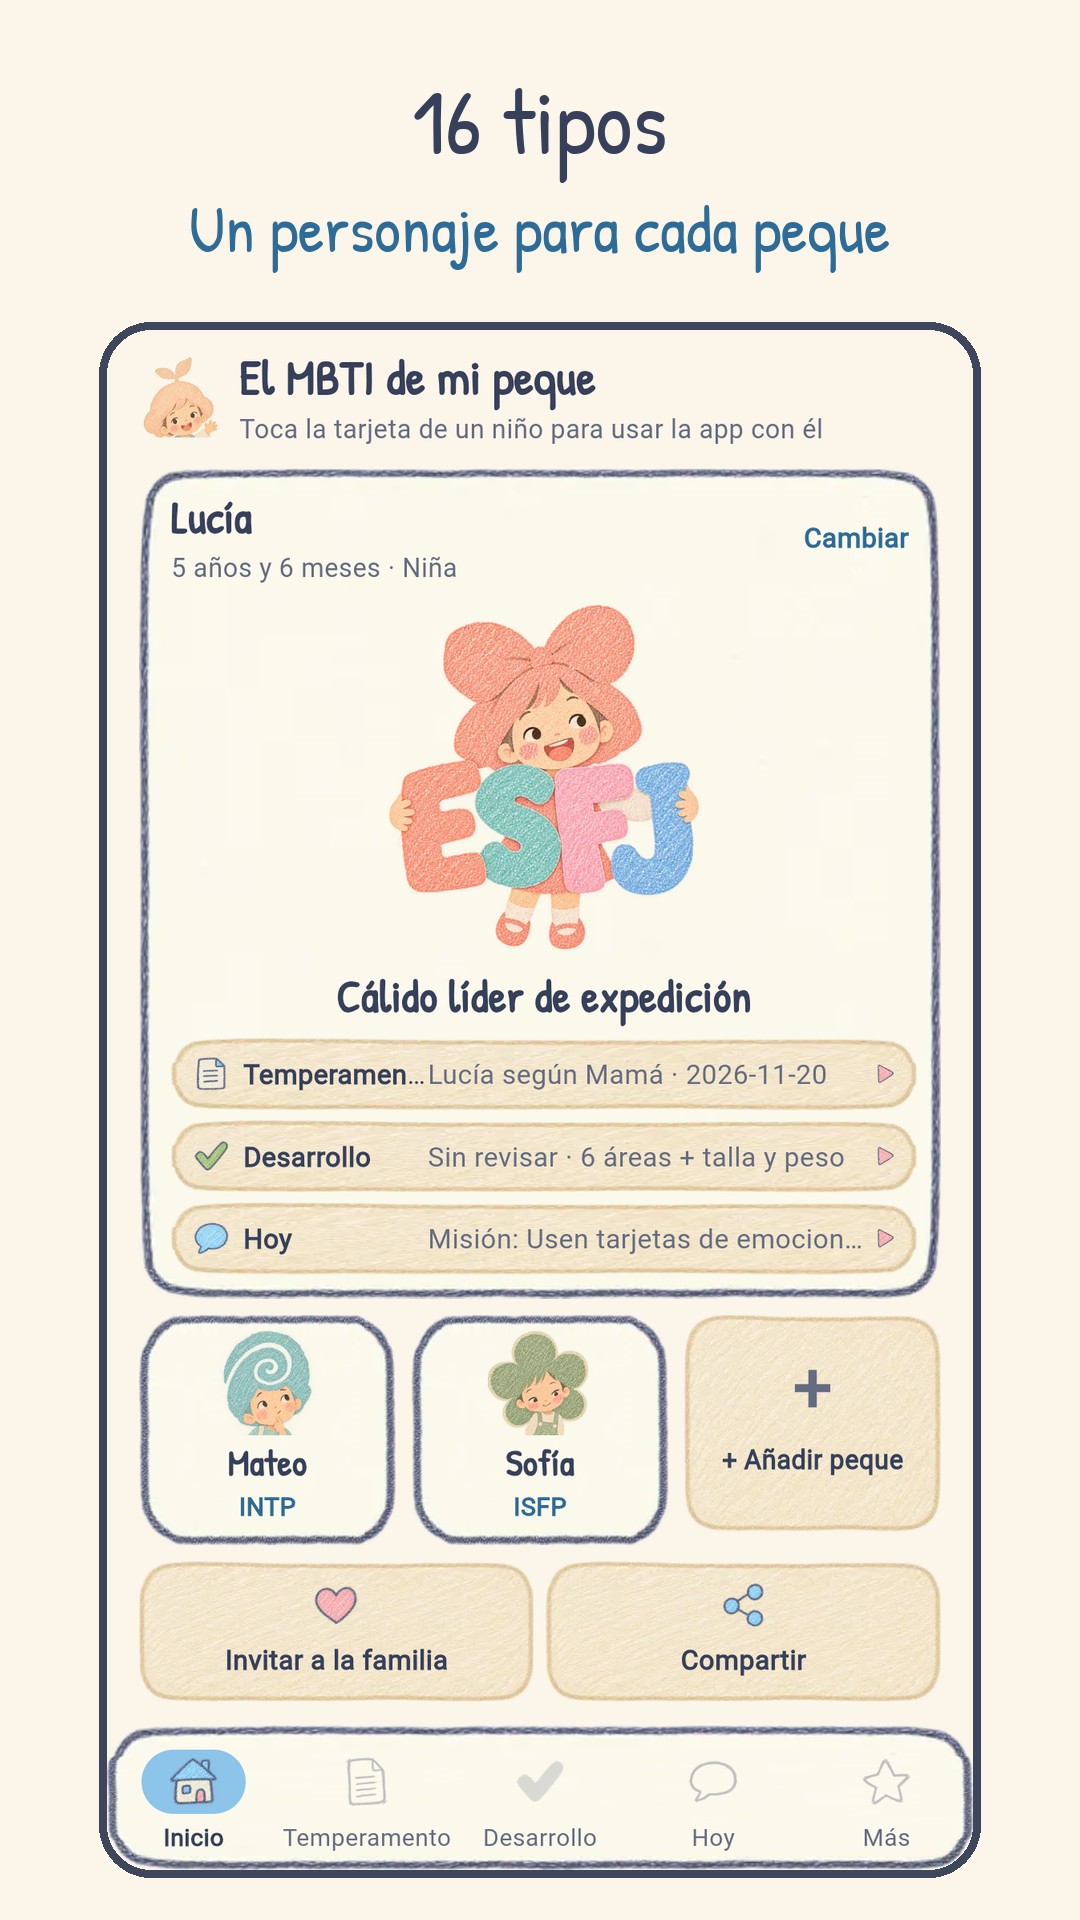 16 tipos
Un personaje para cada peque
El MBTI de mi peque
Toca la tarjeta de un niño para usar la app con él
Lucía
Cambiar
5 años y 6 meses · Niña
ESFJ
Cálido líder de expedición
Temperamen... Lucía según Mamá · 2026-11-20
Desarrollo Sin revisar · 6 áreas + talla y peso
Hoy Misión: Usen tarjetas de emocion...
Mateo
INTP
Sofía
ISFP
+
+ Añadir peque
Invitar a la familia
Compartir
Inicio Temperamento Desarrollo Hoy Más